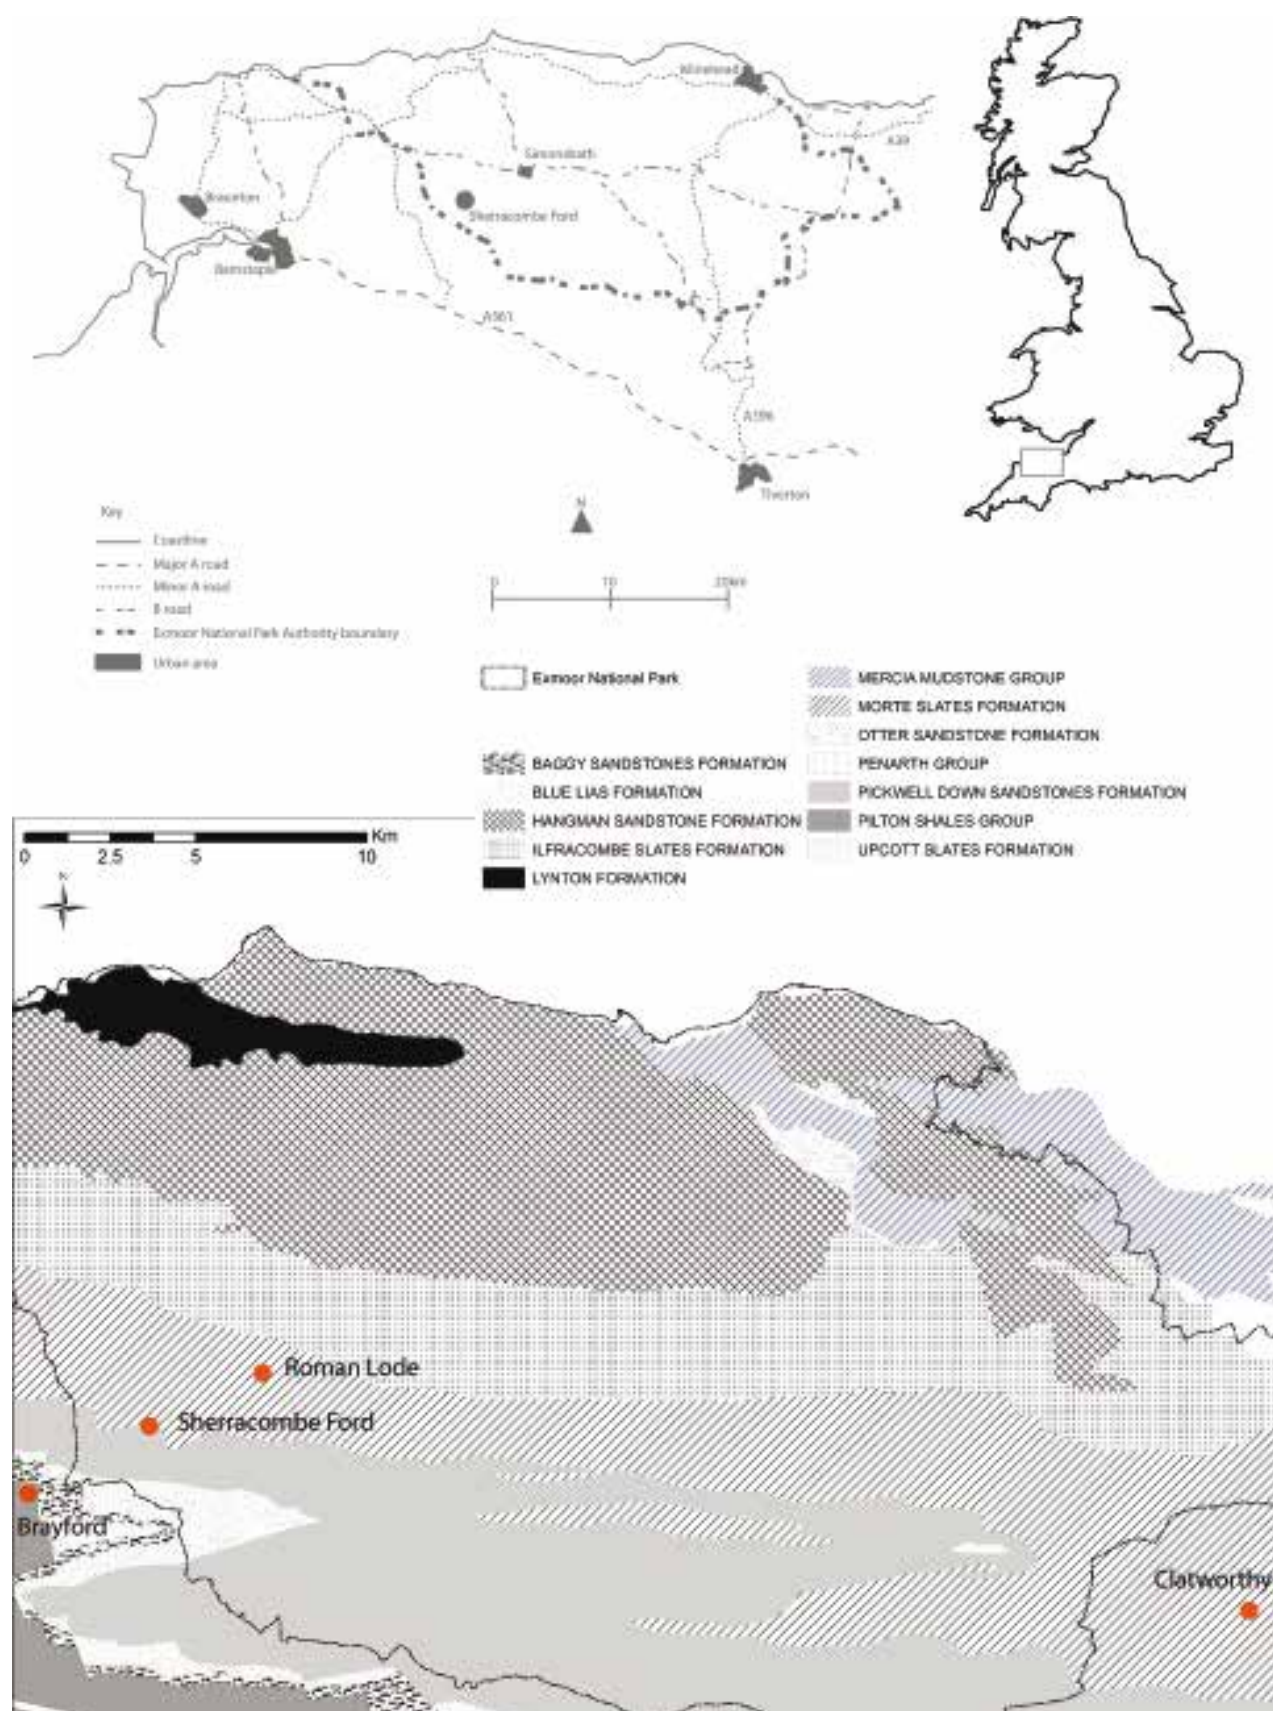 Minehead
A39
Simonsbath
Braunton
Sherracombe Ford
Barnstaple
A361
A396
Tiverton
N
Key
Coastline
Major A road
Minor A road
B road
Exmoor National Park Authority boundary
Urban area
0 10 20km
Exmoor National Park
BAGGY SANDSTONES FORMATION
BLUE LIAS FORMATION
HANGMAN SANDSTONE FORMATION
ILFRACOMBE SLATES FORMATION
LYNTON FORMATION
MERCIA MUDSTONE GROUP
MORTE SLATES FORMATION
OTTER SANDSTONE FORMATION
PENARTH GROUP
PICKWELL DOWN SANDSTONES FORMATION
PILTON SHALES GROUP
UPCOTT SLATES FORMATION
Km
0 2.5 5 10
N
Roman Lode
Sherracombe Ford
Brayford
Clatworthy